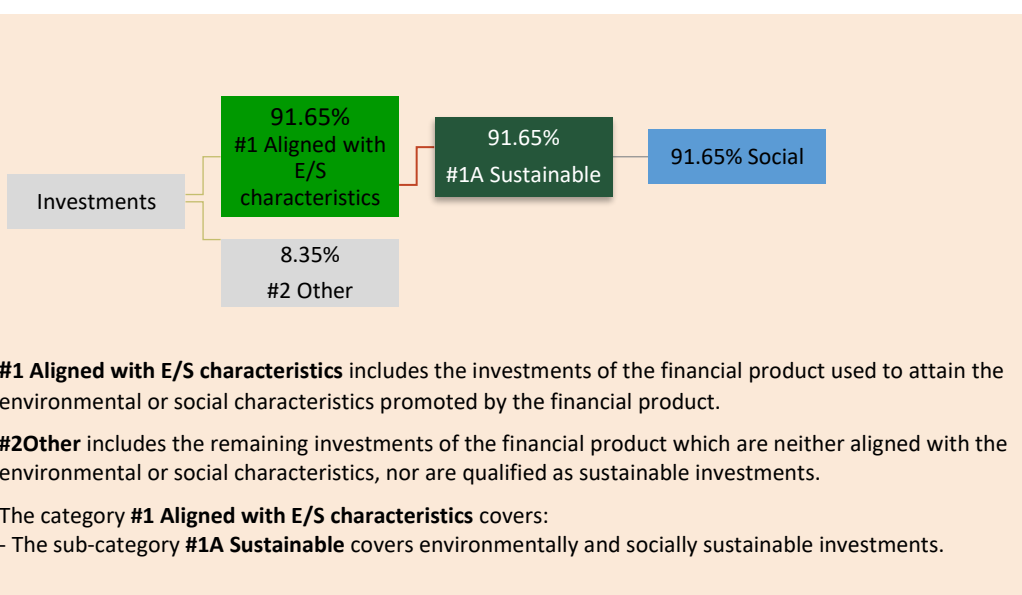 91.65%
#1 Aligned with
E/S
characteristics
91.65%
#1A Sustainable
91.65% Social
Investments
8.35%
#2 Other
#1 Aligned with E/S characteristics includes the investments of the financial product used to attain the
environmental or social characteristics promoted by the financial product.
#2Other includes the remaining investments of the financial product which are neither aligned with the
environmental or social characteristics, nor are qualified as sustainable investments.
The category #1 Aligned with E/S characteristics covers:
- The sub-category #1A Sustainable covers environmentally and socially sustainable investments.